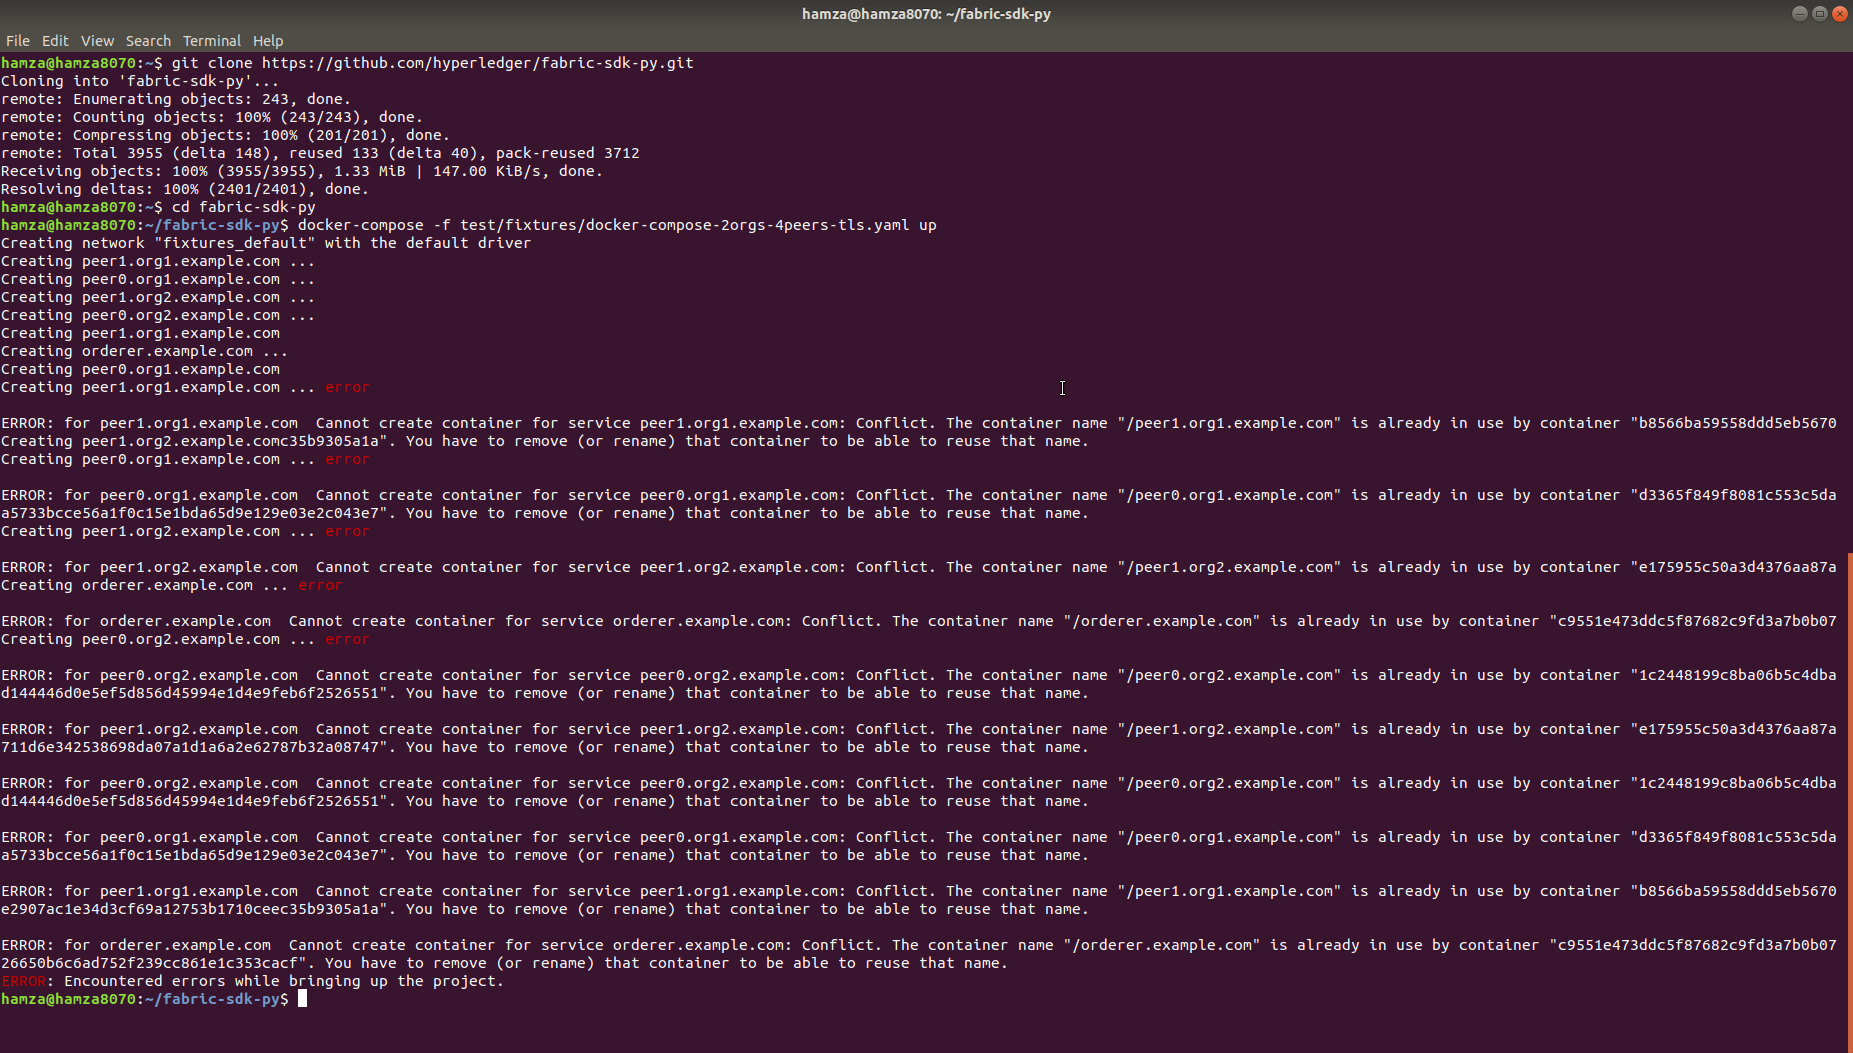 hamza@hamza8070: ~/fabric-sdk-py
File Edit View Search Terminal Help
hamza@hamza8070:~$ git clone https://github.com/hyperledger/fabric-sdk-py.git
Cloning into 'fabric-sdk-py'...
remote: Enumerating objects: 243, done.
remote: Counting objects: 100% (243/243), done.
remote: Compressing objects: 100% (201/201), done.
remote: Total 3955 (delta 148), reused 133 (delta 40), pack-reused 3712
Receiving objects: 100% (3955/3955), 1.33 MiB | 147.00 KiB/s, done.
Resolving deltas: 100% (2401/2401), done.
hamza@hamza8070:~$ cd fabric-sdk-py
hamza@hamza8070:~/fabric-sdk-py$ docker-compose -f test/fixtures/docker-compose-2orgs-4peers-tls.yaml up
Creating network "fixtures_default" with the default driver
Creating peer1.org1.example.com ...
Creating peer0.org1.example.com ...
Creating peer1.org2.example.com ...
Creating peer0.org2.example.com ...
Creating peer1.org1.example.com
Creating orderer.example.com ...
Creating peer0.org1.example.com
Creating peer1.org1.example.com ... error
ERROR: for peer1.org1.example.com  Cannot create container for service peer1.org1.example.com: Conflict. The container name "/peer1.org1.example.com" is already in use by container "b8566ba59558ddd5eb5670
Creating peer1.org2.example.comc35b9305a1a". You have to remove (or rename) that container to be able to reuse that name.
Creating peer0.org1.example.com ... error
ERROR: for peer0.org1.example.com  Cannot create container for service peer0.org1.example.com: Conflict. The container name "/peer0.org1.example.com" is already in use by container "d3365f849f8081c553c5da
a5733bcce56a1f0c15e1bda65d9e129e03e2c043e7". You have to remove (or rename) that container to be able to reuse that name.
Creating peer1.org2.example.com ... error
ERROR: for peer1.org2.example.com  Cannot create container for service peer1.org2.example.com: Conflict. The container name "/peer1.org2.example.com" is already in use by container "e175955c50a3d4376aa87a
Creating orderer.example.com ... error
ERROR: for orderer.example.com  Cannot create container for service orderer.example.com: Conflict. The container name "/orderer.example.com" is already in use by container "c9551e473ddc5f87682c9fd3a7b0b07
Creating peer0.org2.example.com ... error
ERROR: for peer0.org2.example.com  Cannot create container for service peer0.org2.example.com: Conflict. The container name "/peer0.org2.example.com" is already in use by container "1c2448199c8ba06b5c4dba
d144446d0e5ef5d856d45994e1d4e9feb6f2526551". You have to remove (or rename) that container to be able to reuse that name.
ERROR: for peer1.org2.example.com  Cannot create container for service peer1.org2.example.com: Conflict. The container name "/peer1.org2.example.com" is already in use by container "e175955c50a3d4376aa87a
711d6e342538698da07a1d1a6a2e62787b32a08747". You have to remove (or rename) that container to be able to reuse that name.
ERROR: for peer0.org2.example.com  Cannot create container for service peer0.org2.example.com: Conflict. The container name "/peer0.org2.example.com" is already in use by container "1c2448199c8ba06b5c4dba
d144446d0e5ef5d856d45994e1d4e9feb6f2526551". You have to remove (or rename) that container to be able to reuse that name.
ERROR: for peer0.org1.example.com  Cannot create container for service peer0.org1.example.com: Conflict. The container name "/peer0.org1.example.com" is already in use by container "d3365f849f8081c553c5da
a5733bcce56a1f0c15e1bda65d9e129e03e2c043e7". You have to remove (or rename) that container to be able to reuse that name.
ERROR: for peer1.org1.example.com  Cannot create container for service peer1.org1.example.com: Conflict. The container name "/peer1.org1.example.com" is already in use by container "b8566ba59558ddd5eb5670
e2907ac1e34d3cf69a12753b1710ceec35b9305a1a". You have to remove (or rename) that container to be able to reuse that name.
ERROR: for orderer.example.com  Cannot create container for service orderer.example.com: Conflict. The container name "/orderer.example.com" is already in use by container "c9551e473ddc5f87682c9fd3a7b0b07
26650b6c6ad752f239cc861e1c353cacf". You have to remove (or rename) that container to be able to reuse that name.
ERROR: Encountered errors while bringing up the project.
hamza@hamza8070:~/fabric-sdk-py$